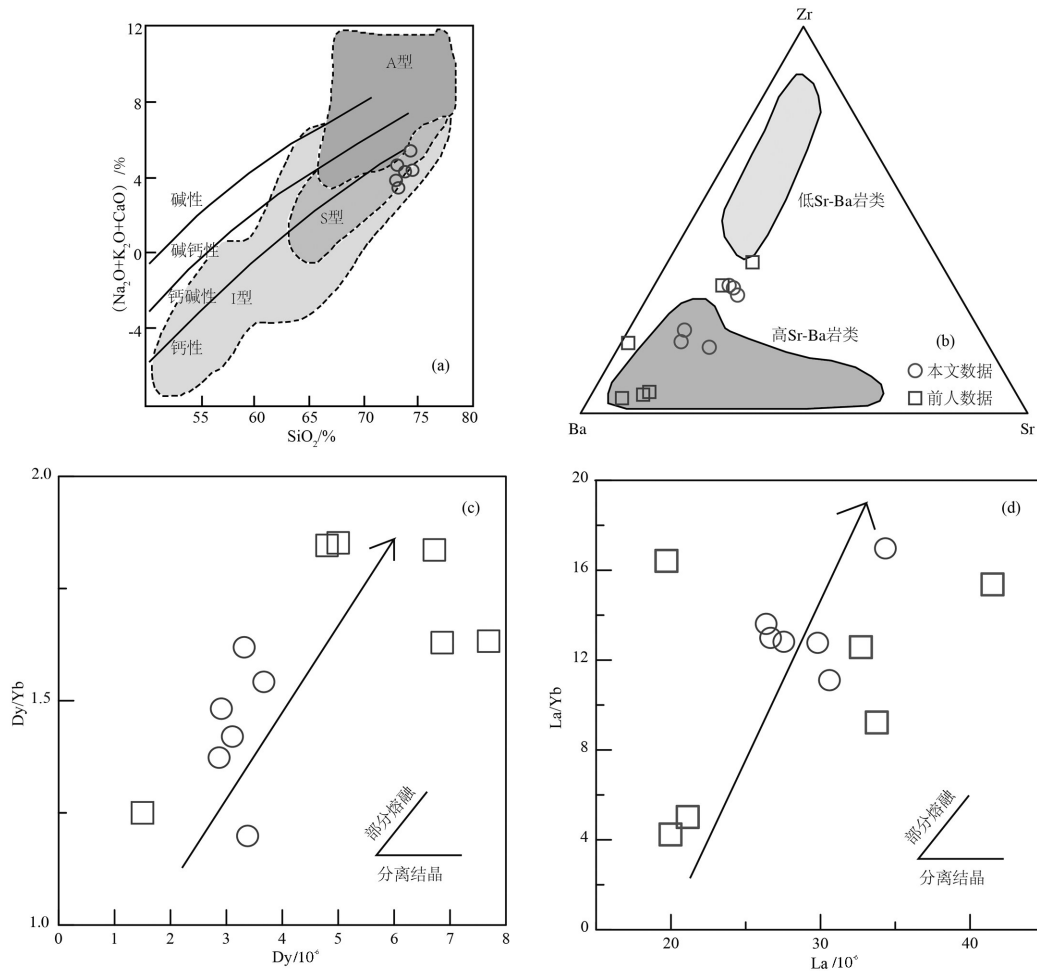 12
8
4
0
-4
(Na2O+K2O+CaO) /%
A型
碱性
碱钙性
S型
钙碱性
I型
钙性
(a)
55
60
65
70
75
80
SiO2/%
Zr
低Sr-Ba岩类
高Sr-Ba岩类
(b)
本文数据
前人数据
Ba
Sr
2.0
1.5
1.0
Dy/Yb
(c)
部分熔融
分离结晶
0
1
2
3
4
5
6
7
8
Dy/10⁻⁶
20
16
12
8
4
0
La/Yb
(d)
部分熔融
分离结晶
20
30
40
La /10⁻⁶